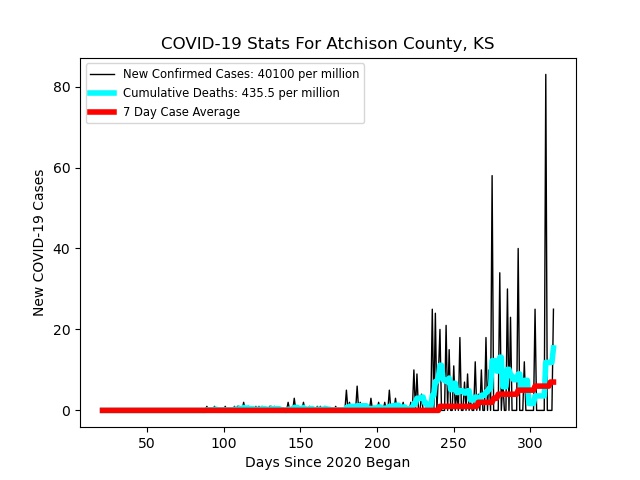 COVID-19 Stats For Atchison County, KS
New Confirmed Cases: 40100 per million
Cumulative Deaths: 435.5 per million
7 Day Case Average
80
60
40
20
0
New COVID-19 Cases
50 100 150 200 250 300
Days Since 2020 Began